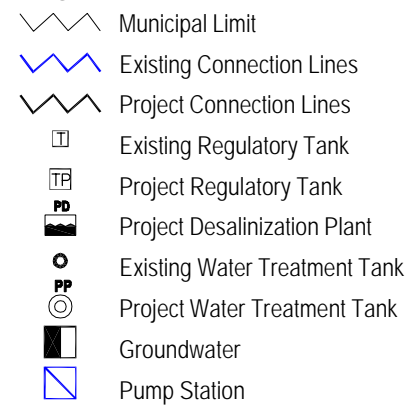 Municipal Limit
Existing Connection Lines
Project Connection Lines
T Existing Regulatory Tank
TP Project Regulatory Tank
PD
Project Desalinization Plant
Existing Water Treatment Tank
PP
Project Water Treatment Tank
Groundwater
Pump Station